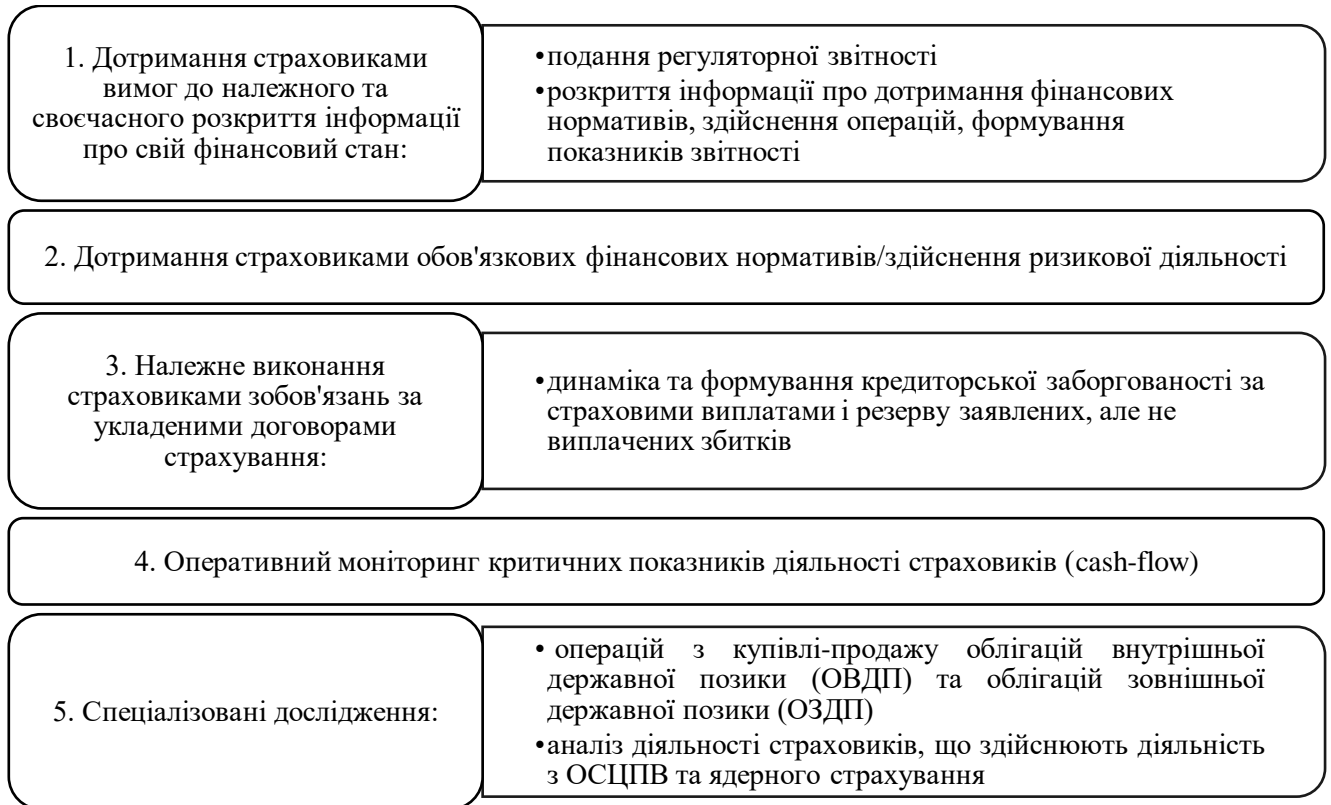 1. Дотримання страховиками
вимог до належного та
своєчасного розкриття інформації
про свій фінансовий стан:
•подання регуляторної звітності
•розкриття інформації про дотримання фінансових
нормативів, здійснення операцій, формування
показників звітності
2. Дотримання страховиками обов'язкових фінансових нормативів/здійснення ризикової діяльності
3. Належне виконання
страховиками зобов'язань за
укладеними договорами
страхування:
•динаміка та формування кредиторської заборгованості за
страховими виплатами і резерву заявлених, але не
виплачених збитків
4. Оперативний моніторинг критичних показників діяльності страховиків (cash-flow)
5. Спеціалізовані дослідження:
• операцій з купівлі-продажу облігацій внутрішньої
державної позики (ОВДП) та облігацій зовнішньої
державної позики (ОЗДП)
•аналіз діяльності страховиків, що здійснюють діяльність
з ОСЦПВ та ядерного страхування